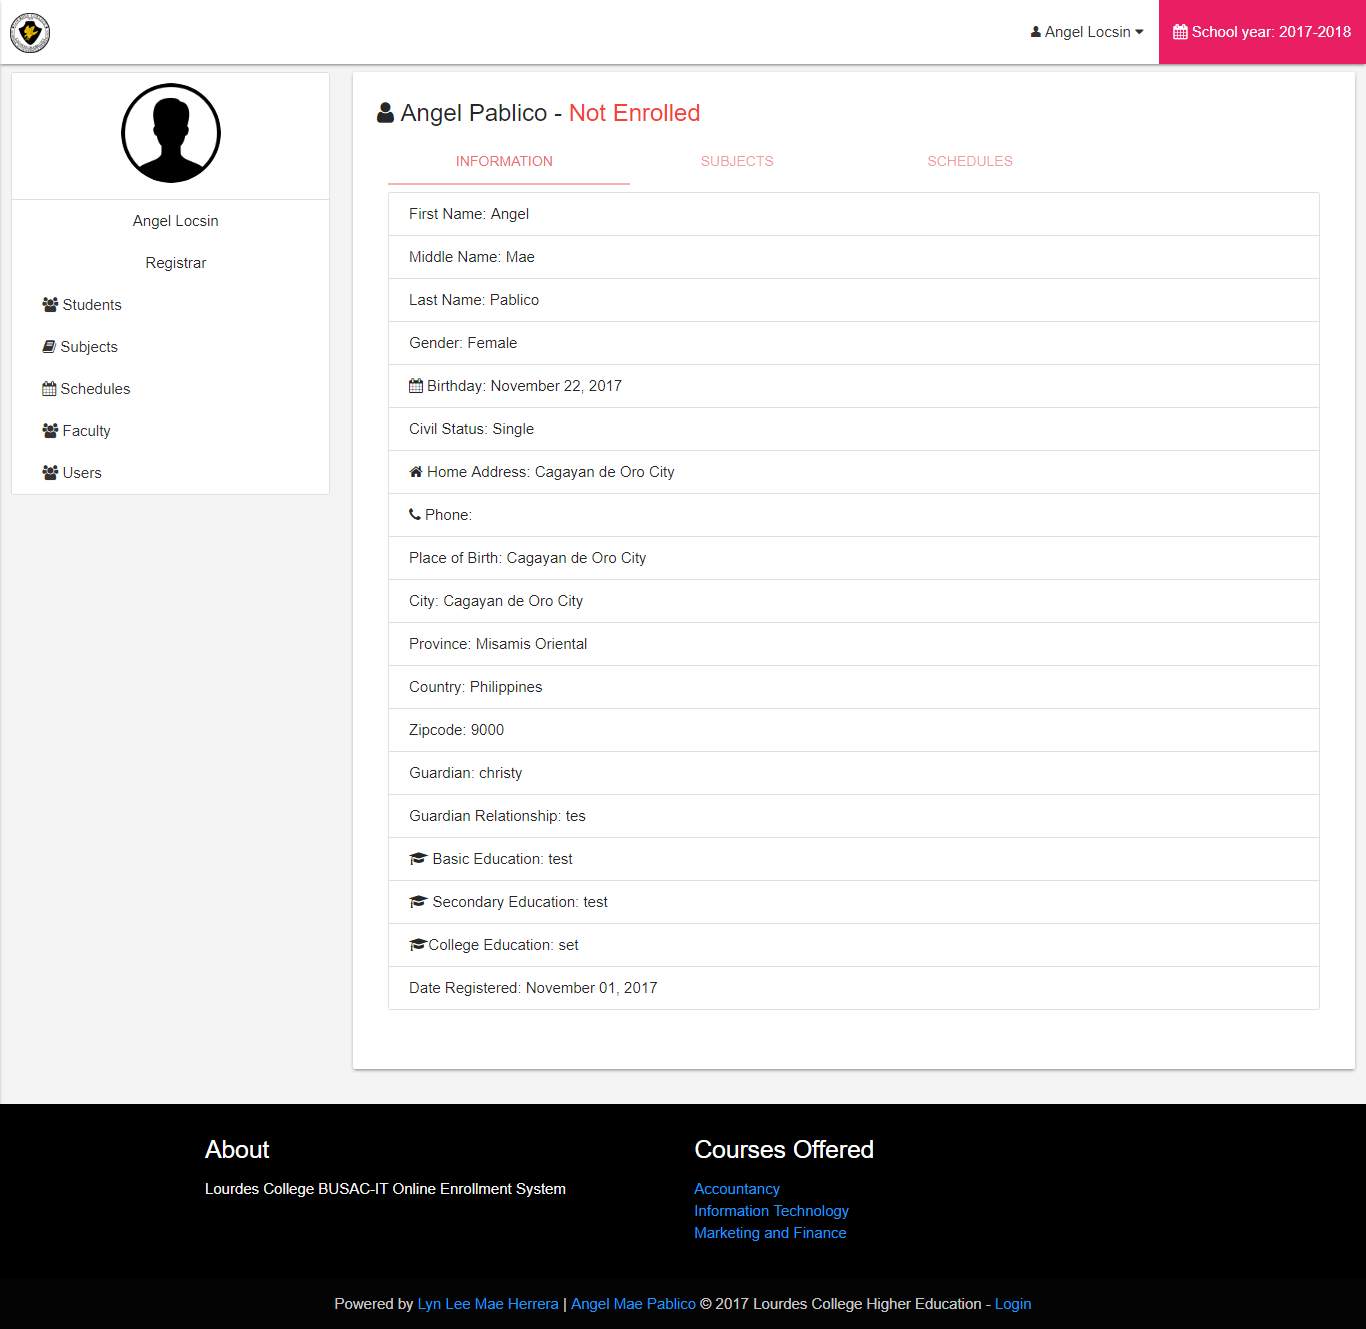 Angel Locsin
School year: 2017-2018
Angel Locsin
Registrar
Students
Subjects
Schedules
Faculty
Users
Angel Pablico - Not Enrolled
INFORMATION SUBJECTS SCHEDULES
First Name: Angel
Middle Name: Mae
Last Name: Pablico
Gender: Female
Birthday: November 22, 2017
Civil Status: Single
Home Address: Cagayan de Oro City
Phone:
Place of Birth: Cagayan de Oro City
City: Cagayan de Oro City
Province: Misamis Oriental
Country: Philippines
Zipcode: 9000
Guardian: christy
Guardian Relationship: tes
Basic Education: test
Secondary Education: test
College Education: set
Date Registered: November 01, 2017
About
Lourdes College BUSAC-IT Online Enrollment System
Courses Offered
Accountancy
Information Technology
Marketing and Finance
Powered by Lyn Lee Mae Herrera | Angel Mae Pablico © 2017 Lourdes College Higher Education - Login